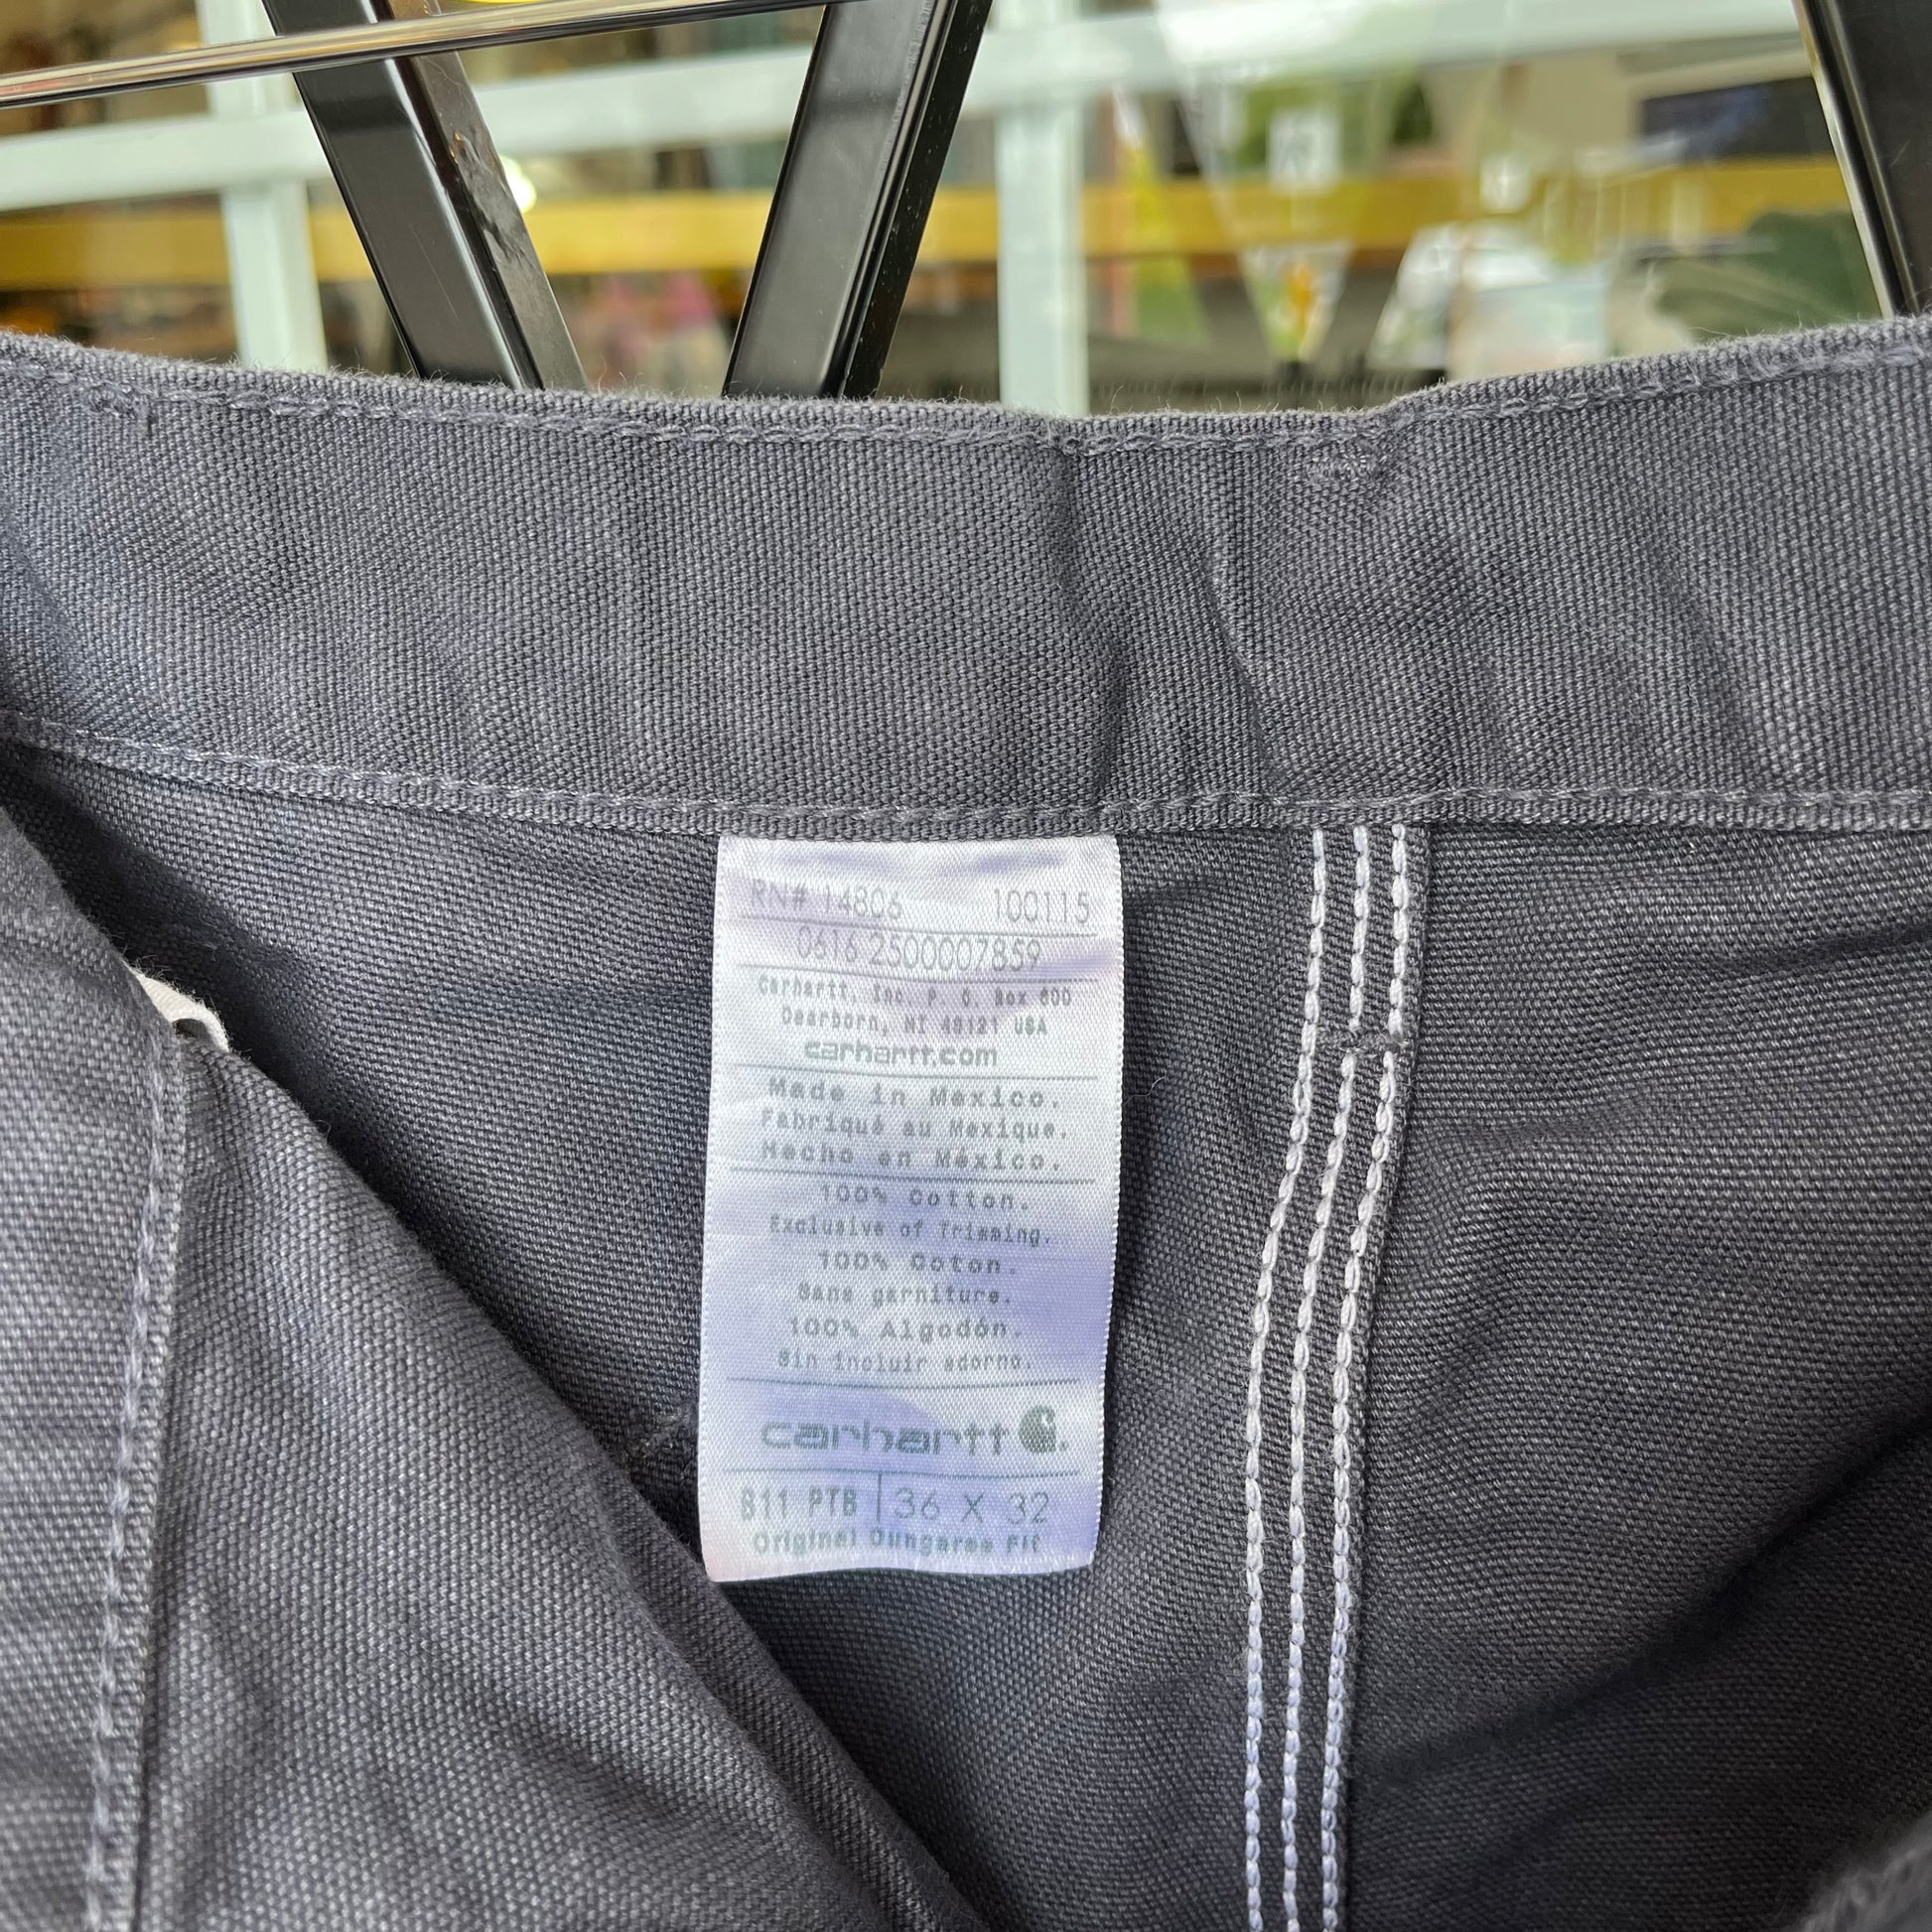 RN# 14806 100115
0616 2500007859
Carhartt, Inc. P. O. Box 600
Dearborn, MI 48121 USA
carhartt.com
Made in Mexico.
Fabriqué au Mexique.
Hecho en México.
100% Cotton.
Exclusive of Trimming.
100% Coton.
Sans garniture.
100% Algodón.
Sin incluir adorno.
carhartt
B11 PTB 36 X 32
Original Dungaree Fit